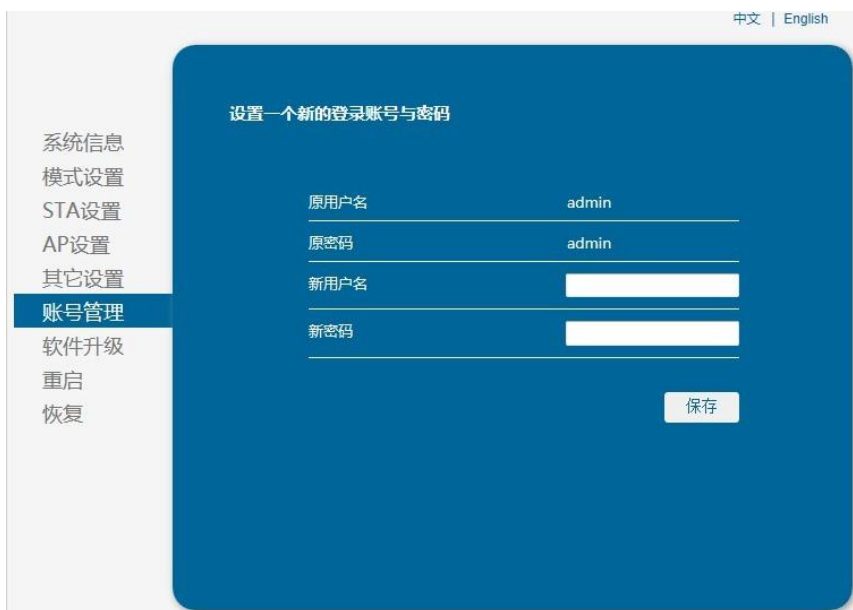 中文 | English
设置一个新的登录账号与密码
系统信息
模式设置
STA设置
AP设置
其它设置
账号管理
软件升级
重启
恢复
原用户名 admin
原密码 admin
新用户名
新密码
保存